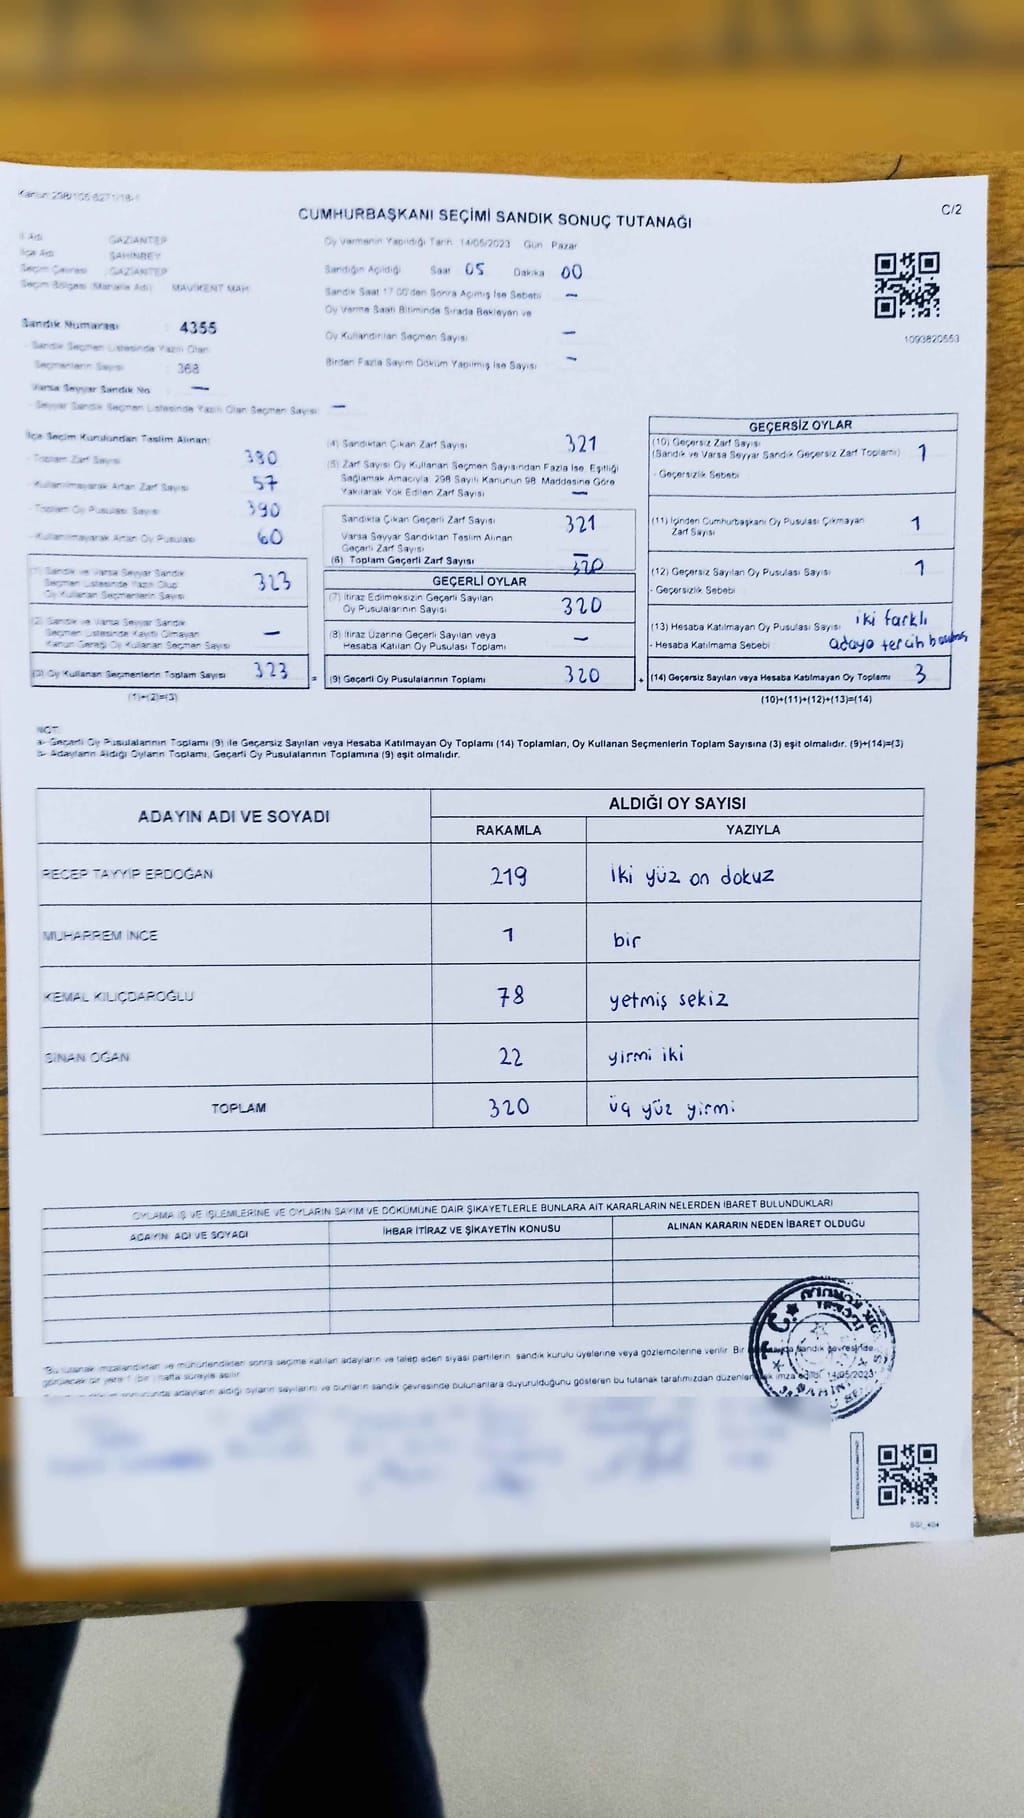 Kanun:298/105 6271/18-1
C/2
CUMHURBAŞKANI SEÇİMİ SANDIK SONUÇ TUTANAĞI
İl Adı GAZİANTEP
İlçe Adı ŞAHİNBEY
Seçim Çevresi : GAZİANTEP
Seçim Bölgesi (Mahalle Adı) MAVİKENT MAH.
Sandık Numarası : 4355
- Sandık Seçmen Listesinde Yazılı Olan
Seçmenlerin Sayısı : 368
Varsa Seyyar Sandık No —
- Seyyar Sandık Seçmen Listesinde Yazılı Olan Seçmen Sayısı —
Oy Vermenin Yapıldığı Tarih: 14/05/2023 Gün Pazar
Sandığın Açıldığı Saat 05 Dakika 00
Sandık Saat 17.00'den Sonra Açılmış İse Sebebi —
Oy Verme Saati Bitiminde Sırada Bekleyen ve
Oy Kullandırılan Seçmen Sayısı —
Birden Fazla Sayım Döküm Yapılmış İse Sayısı —
1093820553
İlçe Seçim Kurulundan Teslim Alınan:
- Toplam Zarf Sayısı 380
- Kullanılmayarak Artan Zarf Sayısı 57
- Toplam Oy Pusulası Sayısı 390
- Kullanılmayarak Artan Oy Pusulası 60
(1) Sandık ve Varsa Seyyar Sandık
Seçmen Listesinde Yazılı Olup
Oy Kullanan Seçmenlerin Sayısı 323
(2) Sandık ve Varsa Seyyar Sandık
Seçmen Listesinde Kayıtlı Olmayan
Kanun Gereği Oy Kullanan Seçmen Sayısı —
(3) Oy Kullanan Seçmenlerin Toplam Sayısı 323
(1)+(2)=(3)
(4) Sandıktan Çıkan Zarf Sayısı 321
(5) Zarf Sayısı Oy Kullanan Seçmen Sayısından Fazla İse, Eşitliği
Sağlamak Amacıyla, 298 Sayılı Kanunun 98. Maddesine Göre
Yakılarak Yok Edilen Zarf Sayısı —
Sandıkta Çıkan Geçerli Zarf Sayısı 321
Varsa Seyyar Sandıktan Teslim Alınan
Geçerli Zarf Sayısı —
(6) Toplam Geçerli Zarf Sayısı 320
GEÇERLİ OYLAR
(7) İtiraz Edilmeksizin Geçerli Sayılan
Oy Pusulalarının Sayısı 320
(8) İtiraz Üzerine Geçerli Sayılan veya
Hesaba Katılan Oy Pusulası Toplamı —
= (9) Geçerli Oy Pusulalarının Toplamı 320 +
GEÇERSİZ OYLAR
(10) Geçersiz Zarf Sayısı
(Sandık ve Varsa Seyyar Sandık Geçersiz Zarf Toplamı) 1
- Geçersizlik Sebebi
(11) İçinden Cumhurbaşkanı Oy Pusulası Çıkmayan
Zarf Sayısı 1
(12) Geçersiz Sayılan Oy Pusulası Sayısı 1
- Geçersizlik Sebebi
(13) Hesaba Katılmayan Oy Pusulası Sayısı iki farklı
- Hesaba Katılmama Sebebi adaya tercih
(14) Geçersiz Sayılan veya Hesaba Katılmayan Oy Toplamı 3
(10)+(11)+(12)+(13)=(14)
NOT:
a- Geçerli Oy Pusulalarının Toplamı (9) ile Geçersiz Sayılan veya Hesaba Katılmayan Oy Toplamı (14) Toplamları, Oy Kullanan Seçmenlerin Toplam Sayısına (3) eşit olmalıdır. (9)+(14)=(3)
b- Adayların Aldığı Oyların Toplamı, Geçerli Oy Pusulalarının Toplamına (9) eşit olmalıdır.
ADAYIN ADI VE SOYADI ALDIĞI OY SAYISI
RAKAMLA YAZIYLA
RECEP TAYYİP ERDOĞAN 219 iki yüz on dokuz
MUHARREM İNCE 1 bir
KEMAL KILIÇDAROĞLU 78 yetmiş sekiz
SİNAN OĞAN 22 yirmi iki
TOPLAM 320 üç yüz yirmi
OYLAMA İŞ VE İŞLEMLERİNE VE OYLARIN SAYIM VE DÖKÜMÜNE DAİR ŞİKAYETLERLE BUNLARA AİT KARARLARIN NELERDEN İBARET BULUNDUKLARI
ADAYIN ADI VE SOYADI İHBAR İTİRAZ VE ŞİKAYETİN KONUSU ALINAN KARARIN NEDEN İBARET OLDUĞU
"Bu tutanak imzalandıktan ve mühürlendikten sonra seçime katılan adayların ve talep eden siyasi partilerin, sandık kurulu üyelerine veya gözlemcilerine verilir. Bir sandık çevresinde
görülecek bir yere 1 (bir) hafta süreyle asılır.
adayların aldığı oyların sayılarını ve bunların sandık çevresinde bulunanlara duyurulduğunu gösteren bu tutanak tarafımızdan imza edildi. 14/05/2023
T.C.